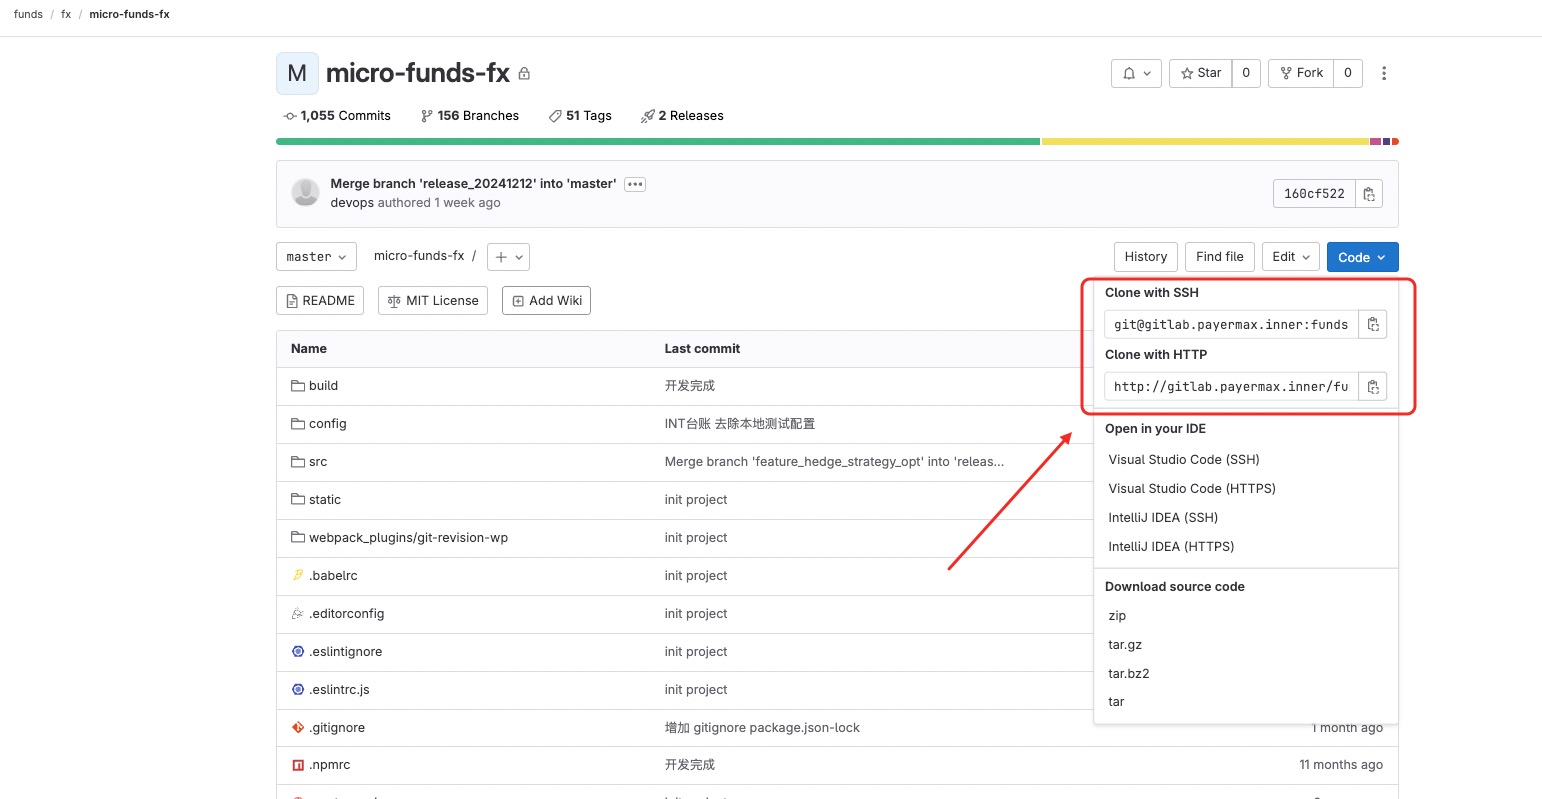 funds / fx / micro-funds-fx
M micro-funds-fx
Star 0 Fork 0
1,055 Commits 156 Branches 51 Tags 2 Releases
Merge branch 'release_20241212' into 'master' •••
devops authored 1 week ago
160cf522
master micro-funds-fx / + History Find file Edit Code
README MIT License Add Wiki
Clone with SSH
git@gitlab.payermax.inner:funds
Clone with HTTP
http://gitlab.payermax.inner/fu
Open in your IDE
Visual Studio Code (SSH)
Visual Studio Code (HTTPS)
IntelliJ IDEA (SSH)
IntelliJ IDEA (HTTPS)
Download source code
zip
tar.gz
tar.bz2
tar
Name Last commit
build 开发完成
config INT台账 去除本地测试配置
src Merge branch 'feature_hedge_strategy_opt' into 'releas...
static init project
webpack_plugins/git-revision-wp init project
.babelrc init project
.editorconfig init project
.eslintignore init project
.eslintrc.js init project
.gitignore 增加 gitignore package.json-lock 1 month ago
.npmrc 开发完成 11 months ago